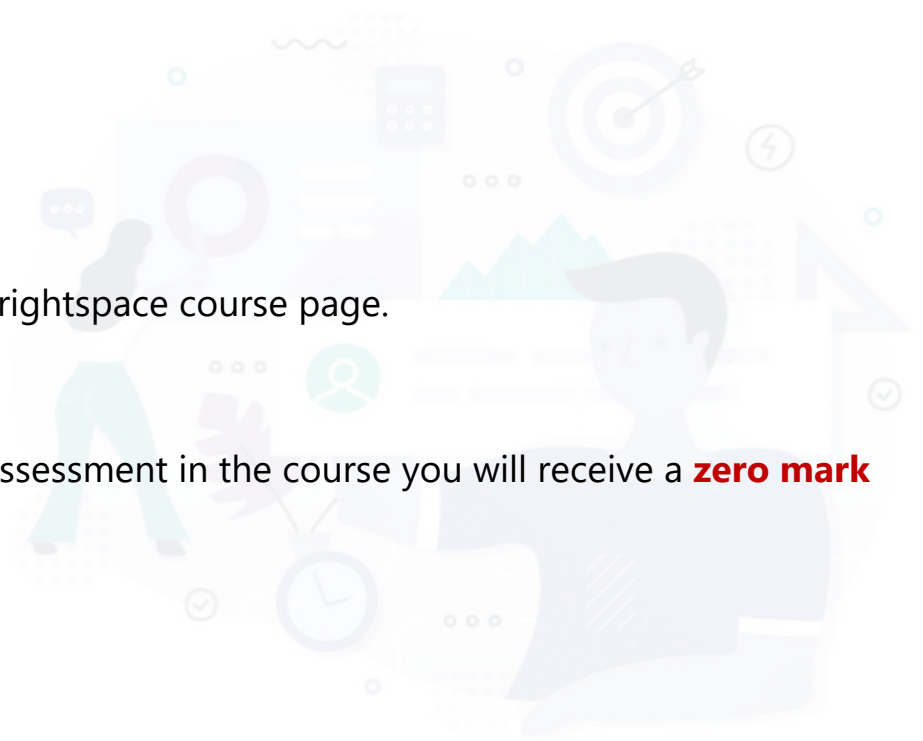 rightspace course page.
ssessment in the course you will receive a zero mark